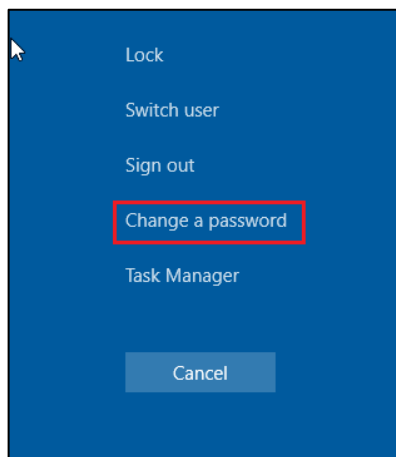 Lock
Switch user
Sign out
Change a password
Task Manager
Cancel